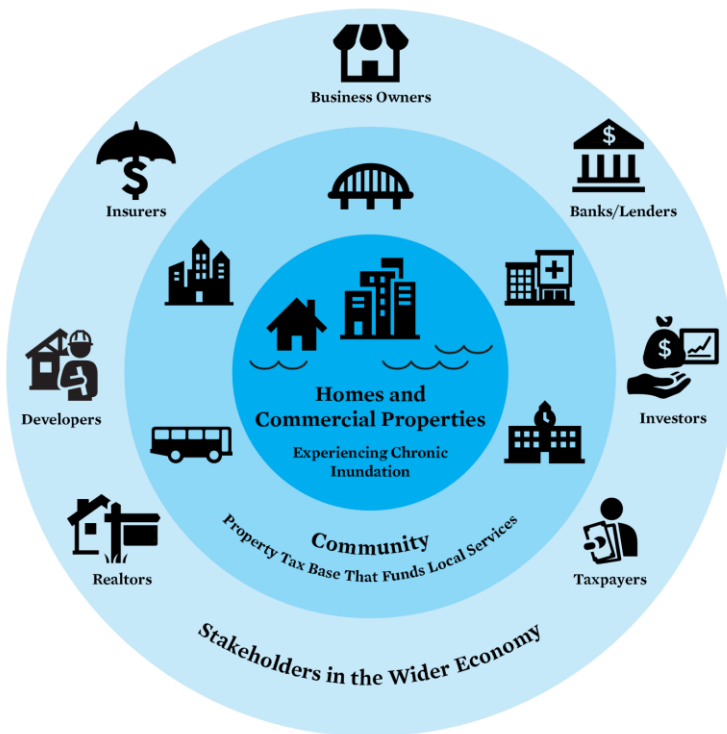 Business Owners
$
Insurers
$
Banks/Lenders
Developers
$
Investors
Homes and
Commercial Properties
Experiencing Chronic
Inundation
Community
Property Tax Base That Funds Local Services
Realtors
Taxpayers
Stakeholders in the Wider Economy